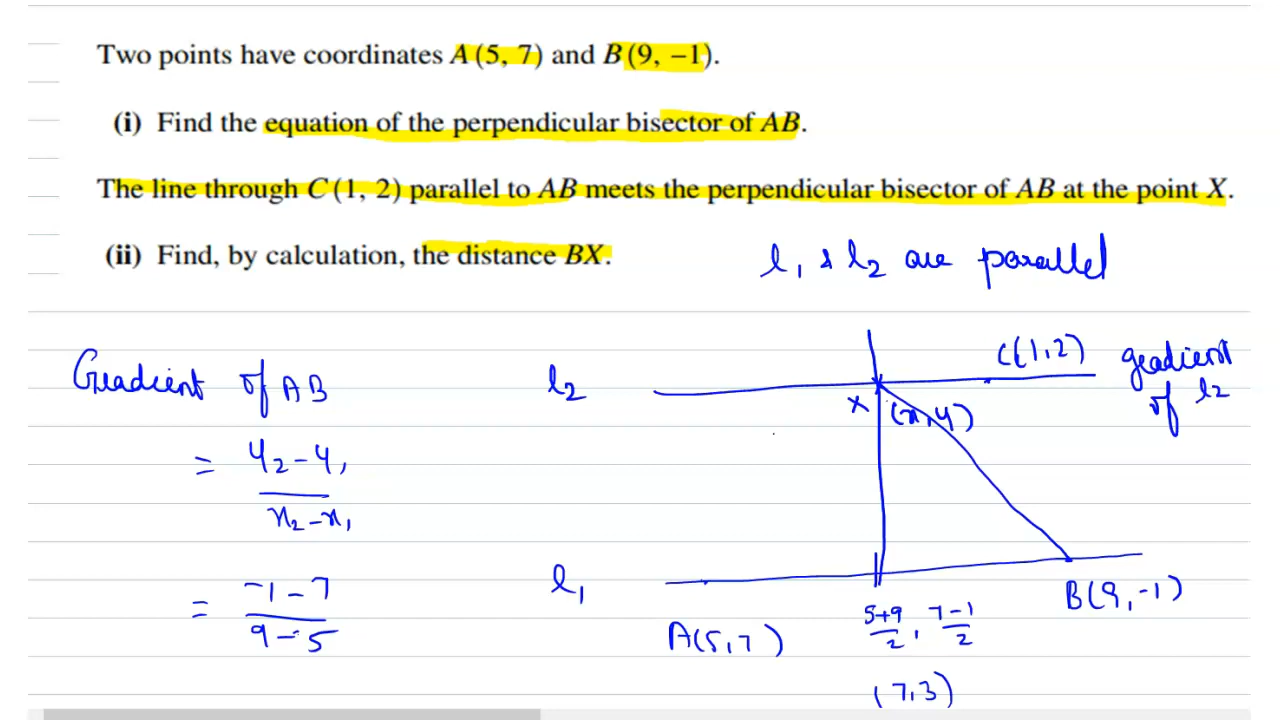 Two points have coordinates A (5, 7) and B (9, −1).
(i) Find the equation of the perpendicular bisector of AB.
The line through C (1, 2) parallel to AB meets the perpendicular bisector of AB at the point X.
(ii) Find, by calculation, the distance BX.
l₁ & l₂ are parallel
Gradient of AB
= y₂ − y₁
x₂ − x₁
= −1 − 7
9 − 5
l₂
C(1,2)
gradient
of l₂
X
(x,y)
l₁
A(5,7)
B(9,−1)
5+9/2, 7−1/2
(7,3)